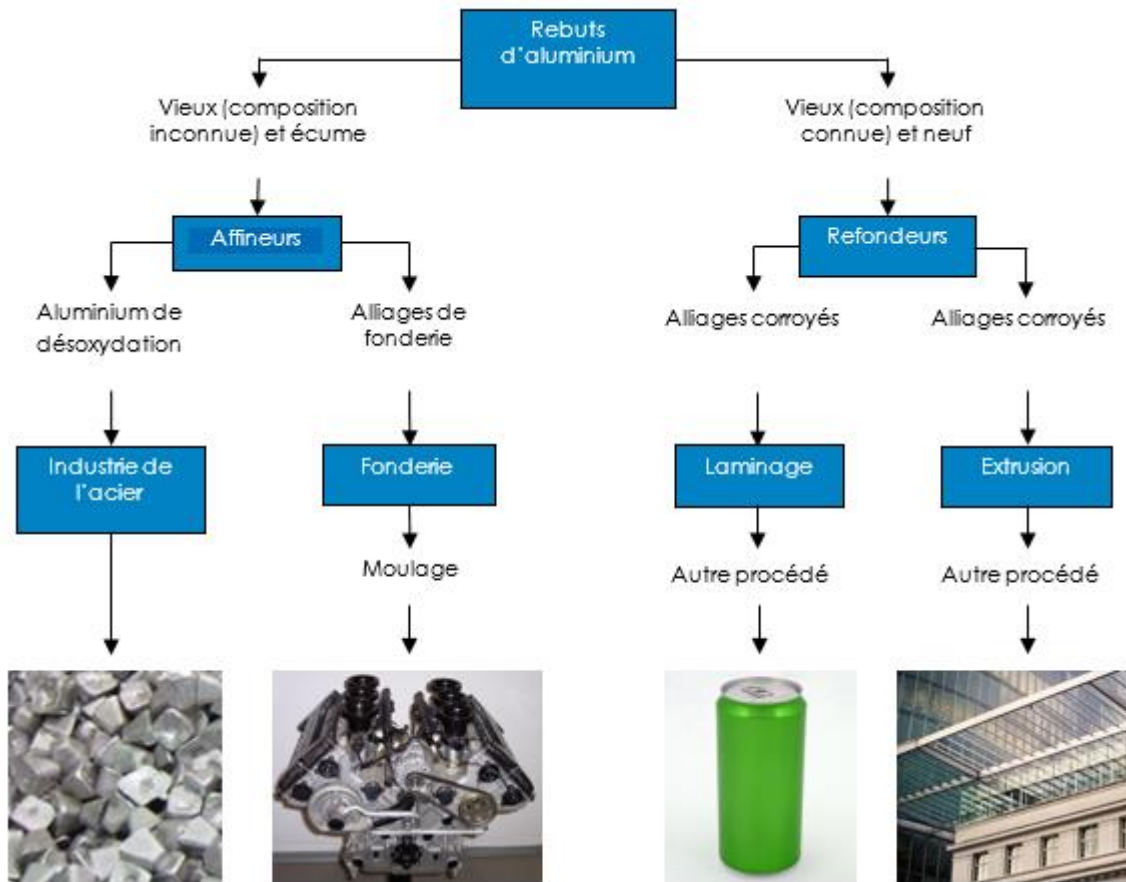 Rebuts
d'aluminium
Vieux (composition
inconnue) et écume
Vieux (composition
connue) et neuf
Affineurs
Refondeurs
Aluminium de
désoxydation
Alliages de
fonderie
Alliages corroyés
Alliages corroyés
Industrie de
l'acier
Fonderie
Laminage
Extrusion
Moulage
Autre procédé
Autre procédé